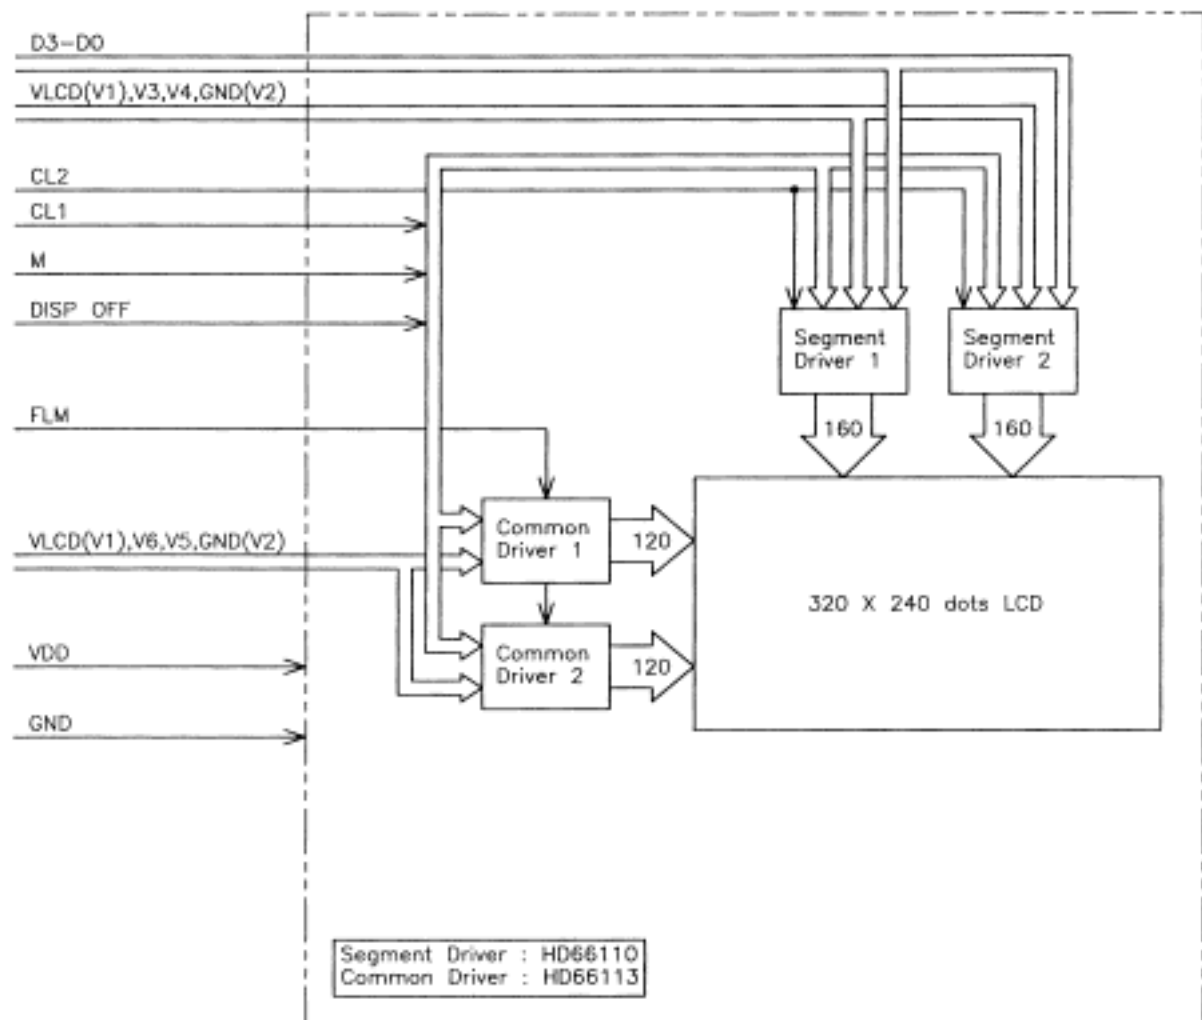 D3-D0
VLCD(V1),V3,V4,GND(V2)
CL2
CL1
M
DISP OFF
Segment
Driver 1
Segment
Driver 2
FLM
160
160
VLCD(V1),V6,V5,GND(V2)
Common
Driver 1
120
320 X 240 dots LCD
VDD
Common
Driver 2
120
GND
Segment Driver : HD66110
Common Driver : HD66113